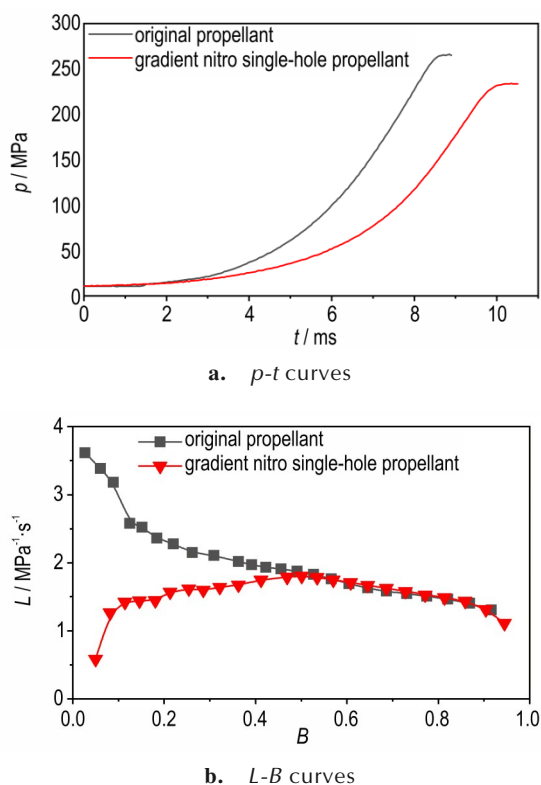 300
250
200
150
100
50
0
p / MPa
original propellant
gradient nitro single-hole propellant
0 2 4 6 8 10
t / ms
a. p-t curves
4
3
2
1
0
L / MPa⁻¹·s⁻¹
original propellant
gradient nitro single-hole propellant
0.0 0.2 0.4 0.6 0.8 1.0
B
b. L-B curves